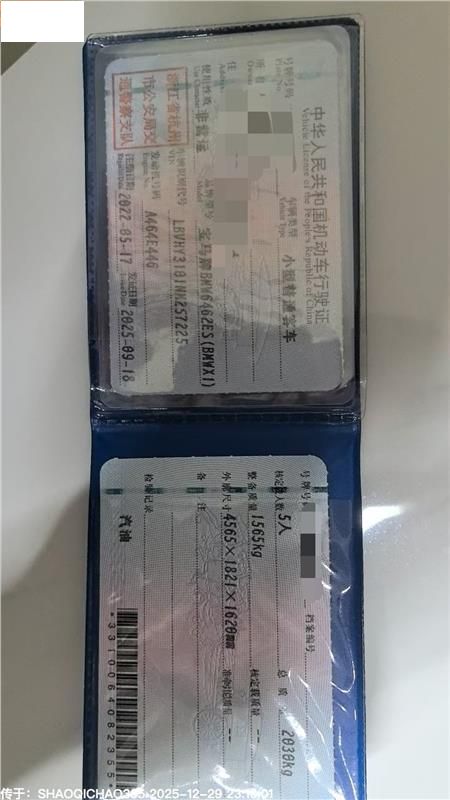 中华人民共和国机动车行驶证
Vehicle License of the People's Republic of China
号牌号码
Plate No.
车辆类型 小型普通客车
Vehicle Type
所有人
Owner
住址
Address
使用性质 非营运
Use Character
品牌型号 宝马牌BMW6462ES(BMWX1)
Model
浙江省杭州
市公安局交
通警察支队
车辆识别代号 LBVHY3101NM257225
VIN
发动机号码 A464E446
Engine No.
注册日期 2022-05-17 发证日期 2025-09-18
Register Date Issue Date
号牌号码
档案编号
核定载人数 5人
总质量 2030kg
整备质量 1565kg
核定载质量 --
外廓尺寸 4565×1821×1620mm
准牵引总质量 --
备注
检验记录
汽油
*3310064082355
传于: SHAOQICHAO365 2025-12-29 23:16:01